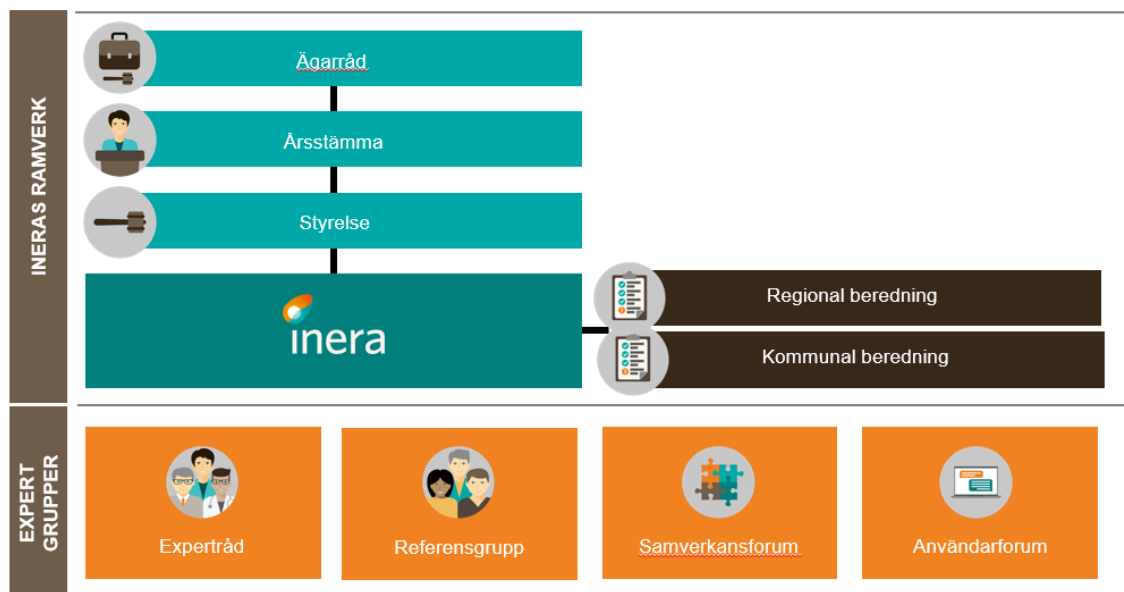 INERAS RAMVERK
Ägarråd
Årsstämma
Styrelse
inera
Regional beredning
Kommunal beredning
EXPERT
GRUPPER
Expertråd
Referensgrupp
Samverkansforum
Användarforum